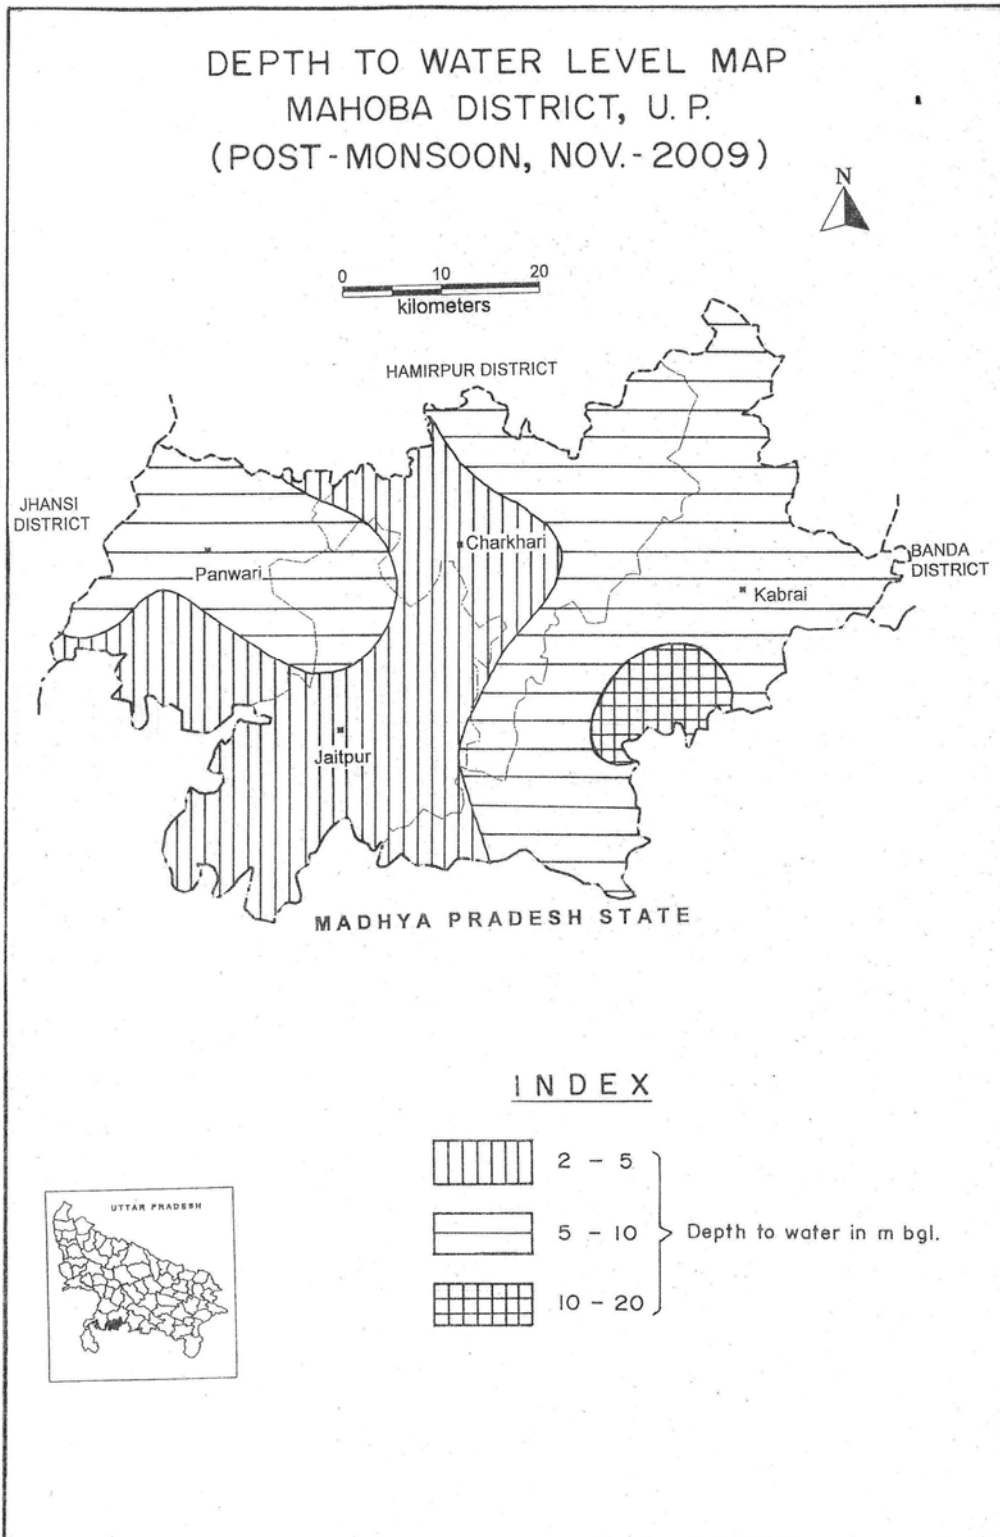 DEPTH TO WATER LEVEL MAP
MAHOBA DISTRICT, U.P.
(POST-MONSOON, NOV.-2009)
N
0 10 20
kilometers
HAMIRPUR DISTRICT
JHANSI
DISTRICT
Charkhari
BANDA
DISTRICT
Panwari
Kabrai
Jaitpur
MADHYA PRADESH STATE
INDEX
2 - 5
5 - 10 Depth to water in m bgl.
10 - 20
UTTAR PRADESH